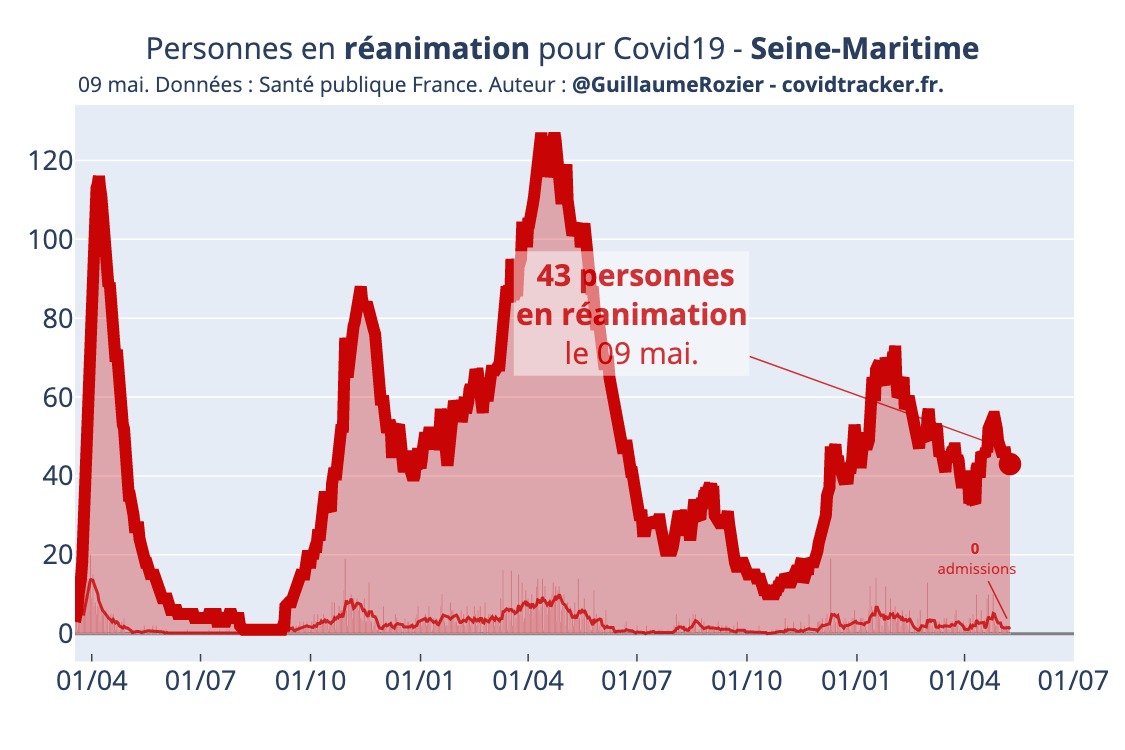 Personnes en réanimation pour Covid19 - Seine-Maritime
09 mai. Données : Santé publique France. Auteur : @GuillaumeRozier - covidtracker.fr.
120
100
80
60
40
20
0
43 personnes
en réanimation
le 09 mai.
0
admissions
01/04 01/07 01/10 01/01 01/04 01/07 01/10 01/01 01/04 01/07